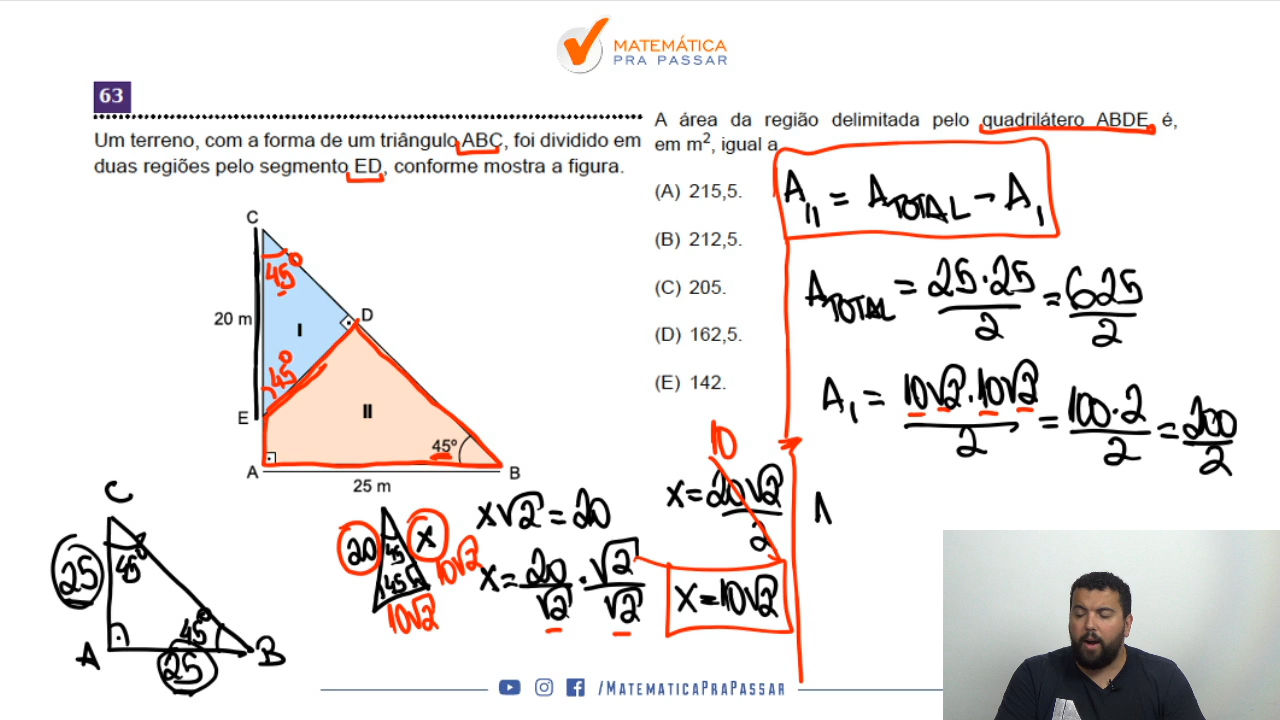 MATEMÁTICA
PRA PASSAR
63
Um terreno, com a forma de um triângulo ABC, foi dividido em
duas regiões pelo segmento ED, conforme mostra a figura.
C
45°
20 m
I
D
45°
E
II
45º
A
B
25 m
A área da região delimitada pelo quadrilátero ABDE é,
em m², igual a
(A) 215,5.
(B) 212,5.
(C) 205.
(D) 162,5.
(E) 142.
A_II = A_TOTAL - A_I
A_TOTAL = 25·25/2 = 625/2
A_I = 10√2·10√2/2 = 100·2/2 = 200/2
C
45°
25
45°
A
25
B
20
45
x
10√2
45
10√2
x√2 = 20
x = 20/√2 · √2/√2
10
x = 20√2/2
x = 10√2
/MATEMATICAPRAPASSAR